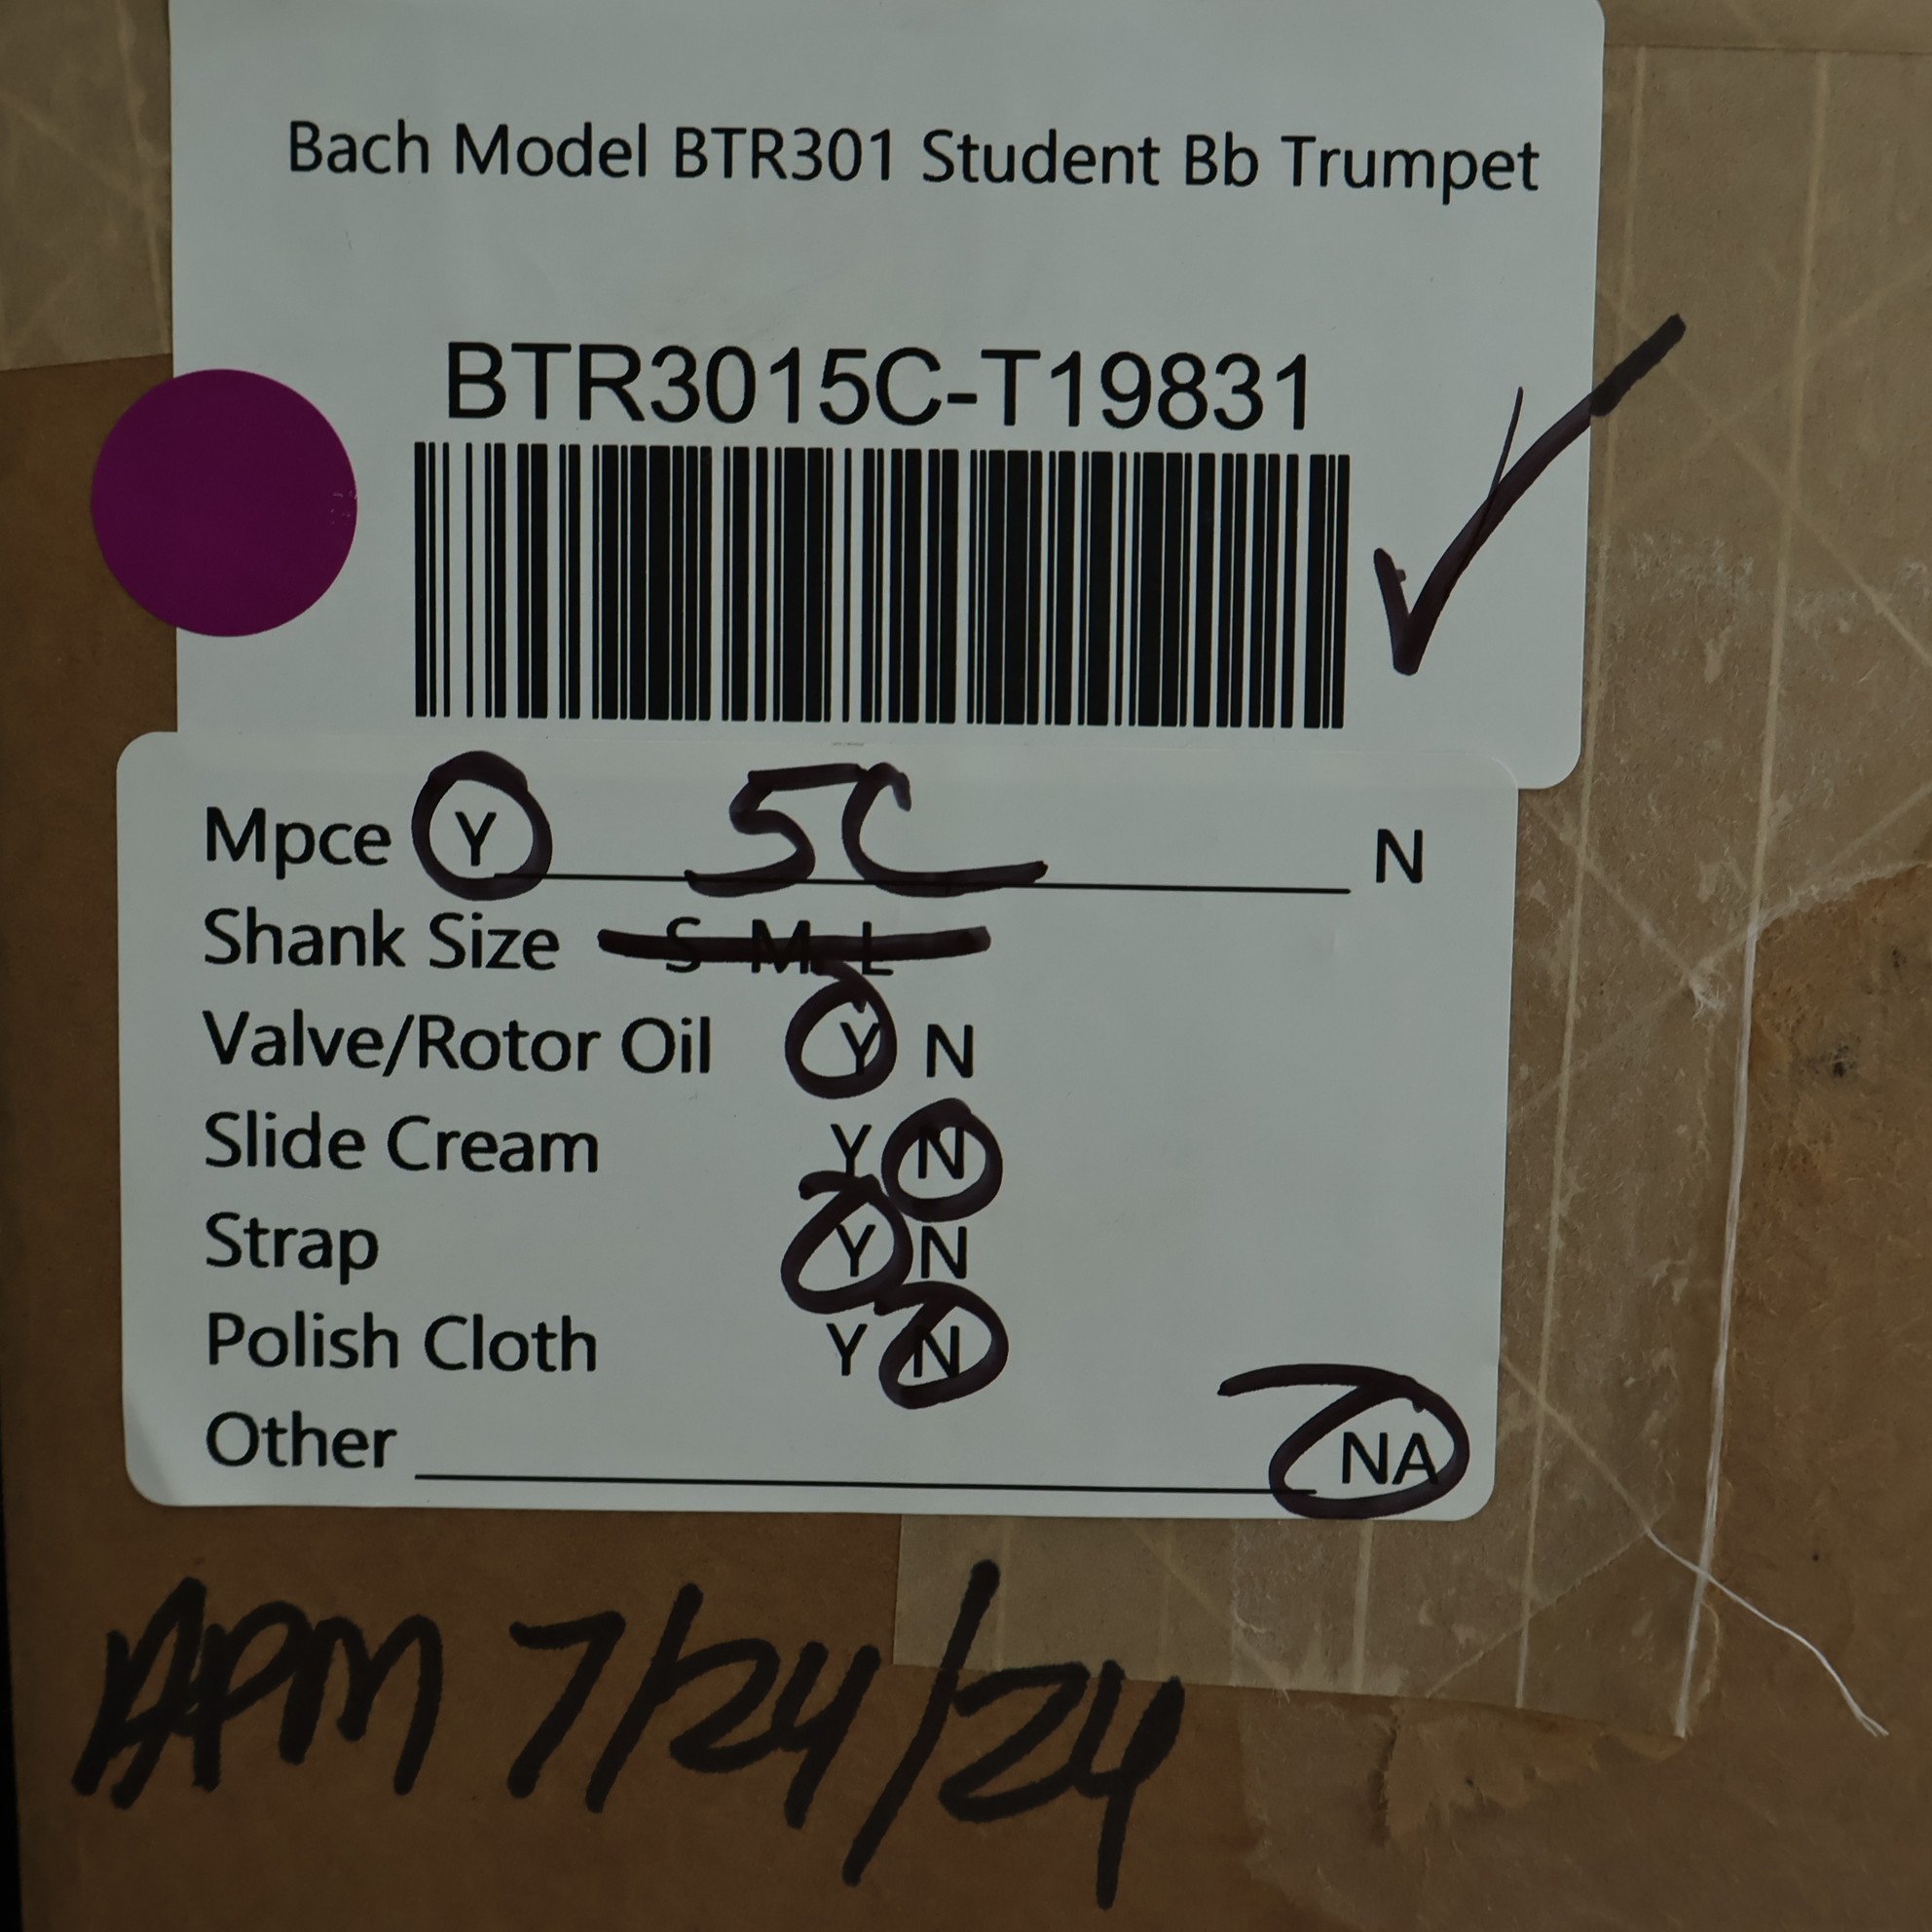 Bach Model BTR301 Student Bb Trumpet
BTR3015C-T19831
Mpce Y 5C N
Shank Size S M L
Valve/Rotor Oil Y N
Slide Cream Y N
Strap Y N
Polish Cloth Y N
Other NA
APM 7/24/24